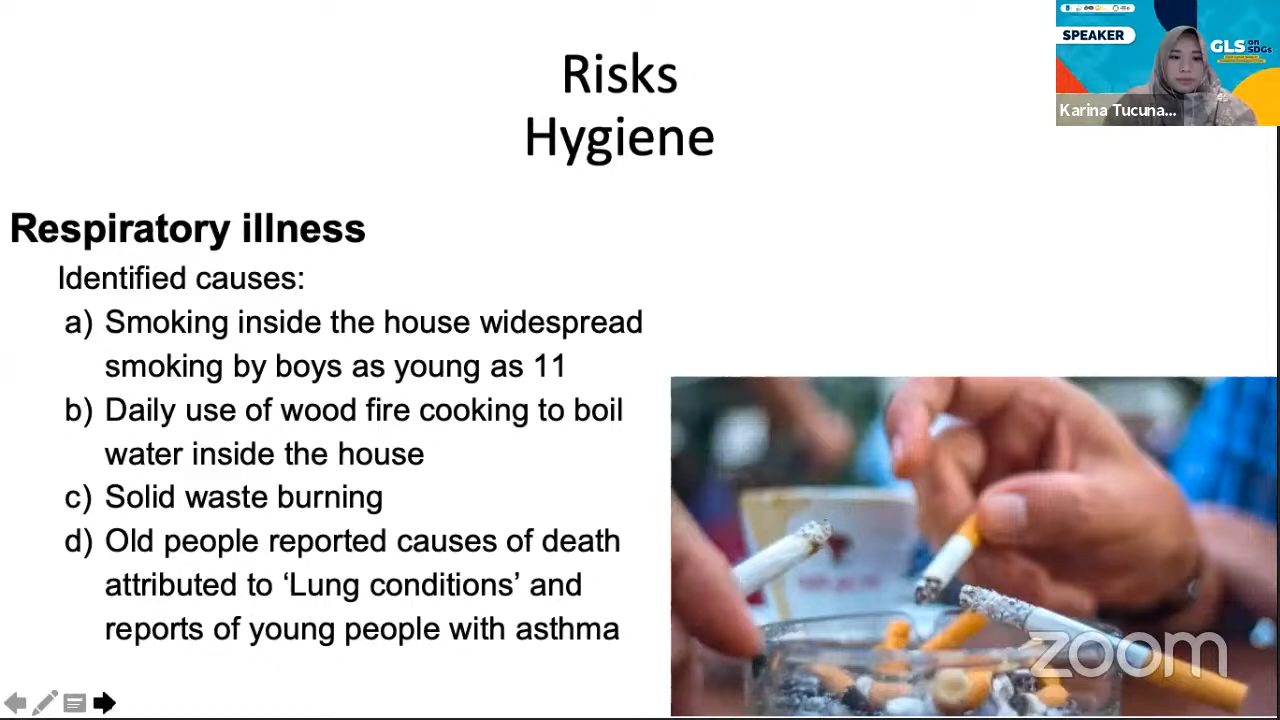 Risks
Hygiene
SPEAKER
GLS on SDGs
Karina Tucuna...
Respiratory illness
Identified causes:
a) Smoking inside the house widespread
smoking by boys as young as 11
b) Daily use of wood fire cooking to boil
water inside the house
c) Solid waste burning
d) Old people reported causes of death
attributed to ‘Lung conditions’ and
reports of young people with asthma
zoom